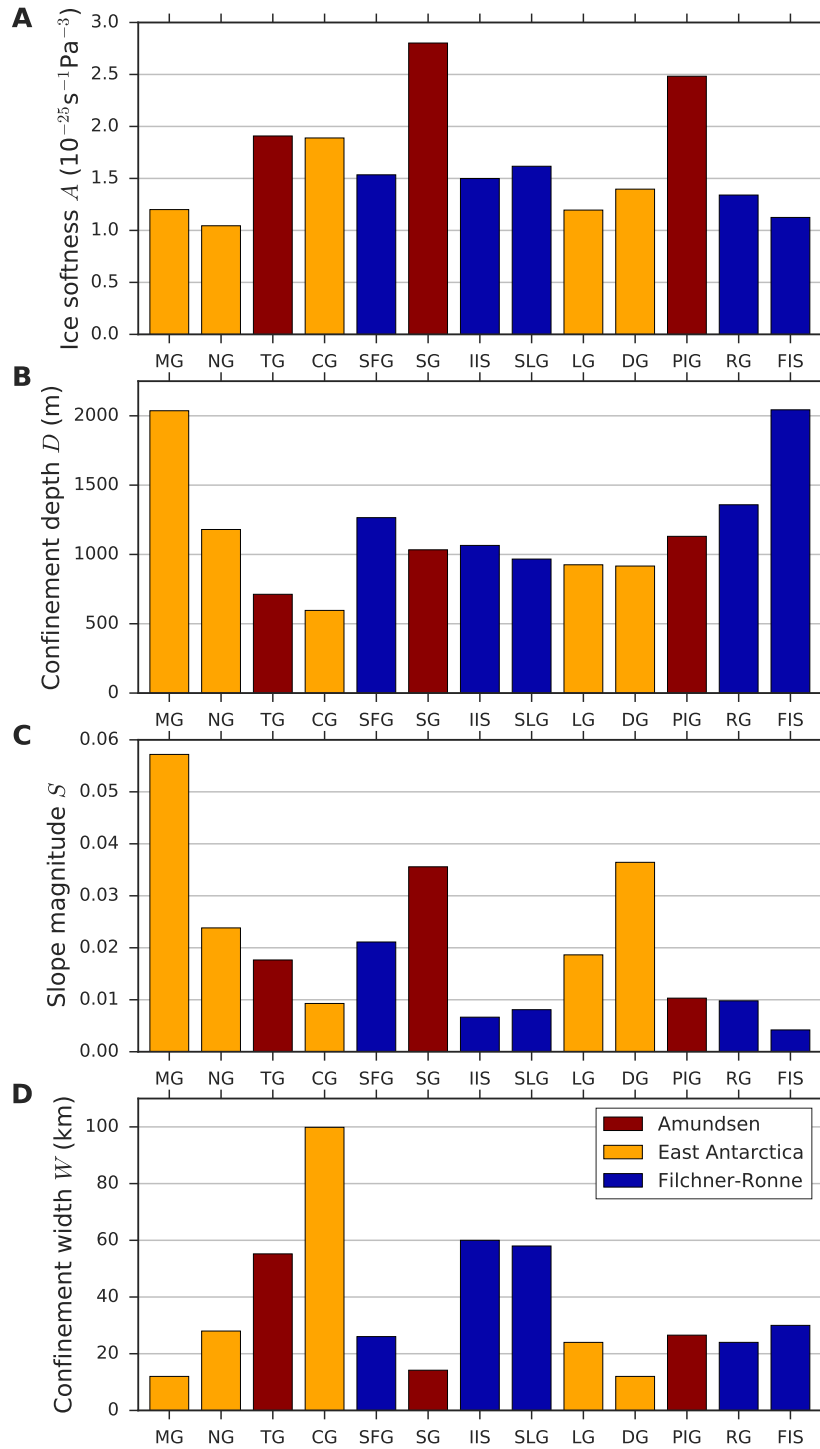 A
Ice softness A (10⁻²⁵s⁻¹Pa⁻³)
3.0
2.5
2.0
1.5
1.0
0.5
0.0
MG NG TG CG SFG SG IIS SLG LG DG PIG RG FIS
B
Confinement depth D (m)
2000
1500
1000
500
0
MG NG TG CG SFG SG IIS SLG LG DG PIG RG FIS
C
Slope magnitude S
0.06
0.05
0.04
0.03
0.02
0.01
0.00
MG NG TG CG SFG SG IIS SLG LG DG PIG RG FIS
D
Confinement width W (km)
100
80
60
40
20
0
Amundsen
East Antarctica
Filchner-Ronne
MG NG TG CG SFG SG IIS SLG LG DG PIG RG FIS